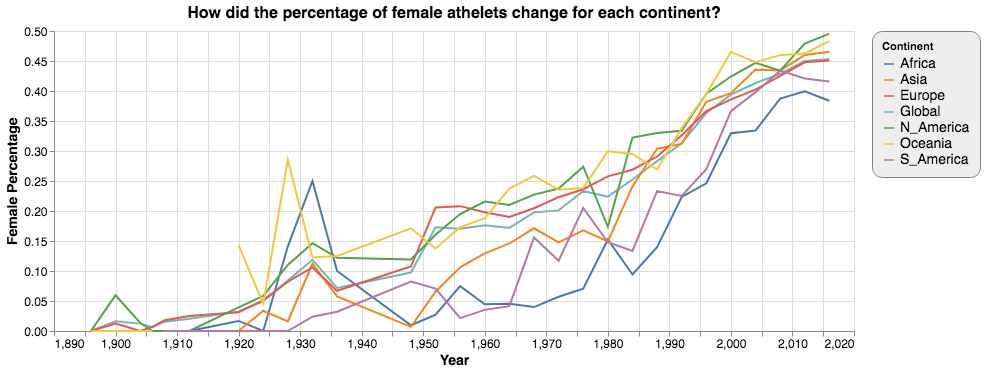 How did the percentage of female athelets change for each continent?
Female Percentage
0.50
0.45
0.40
0.35
0.30
0.25
0.20
0.15
0.10
0.05
0.00
1,890 1,900 1,910 1,920 1,930 1,940 1,950 1,960 1,970 1,980 1,990 2,000 2,010 2,020
Year
Continent
Africa
Asia
Europe
Global
N_America
Oceania
S_America